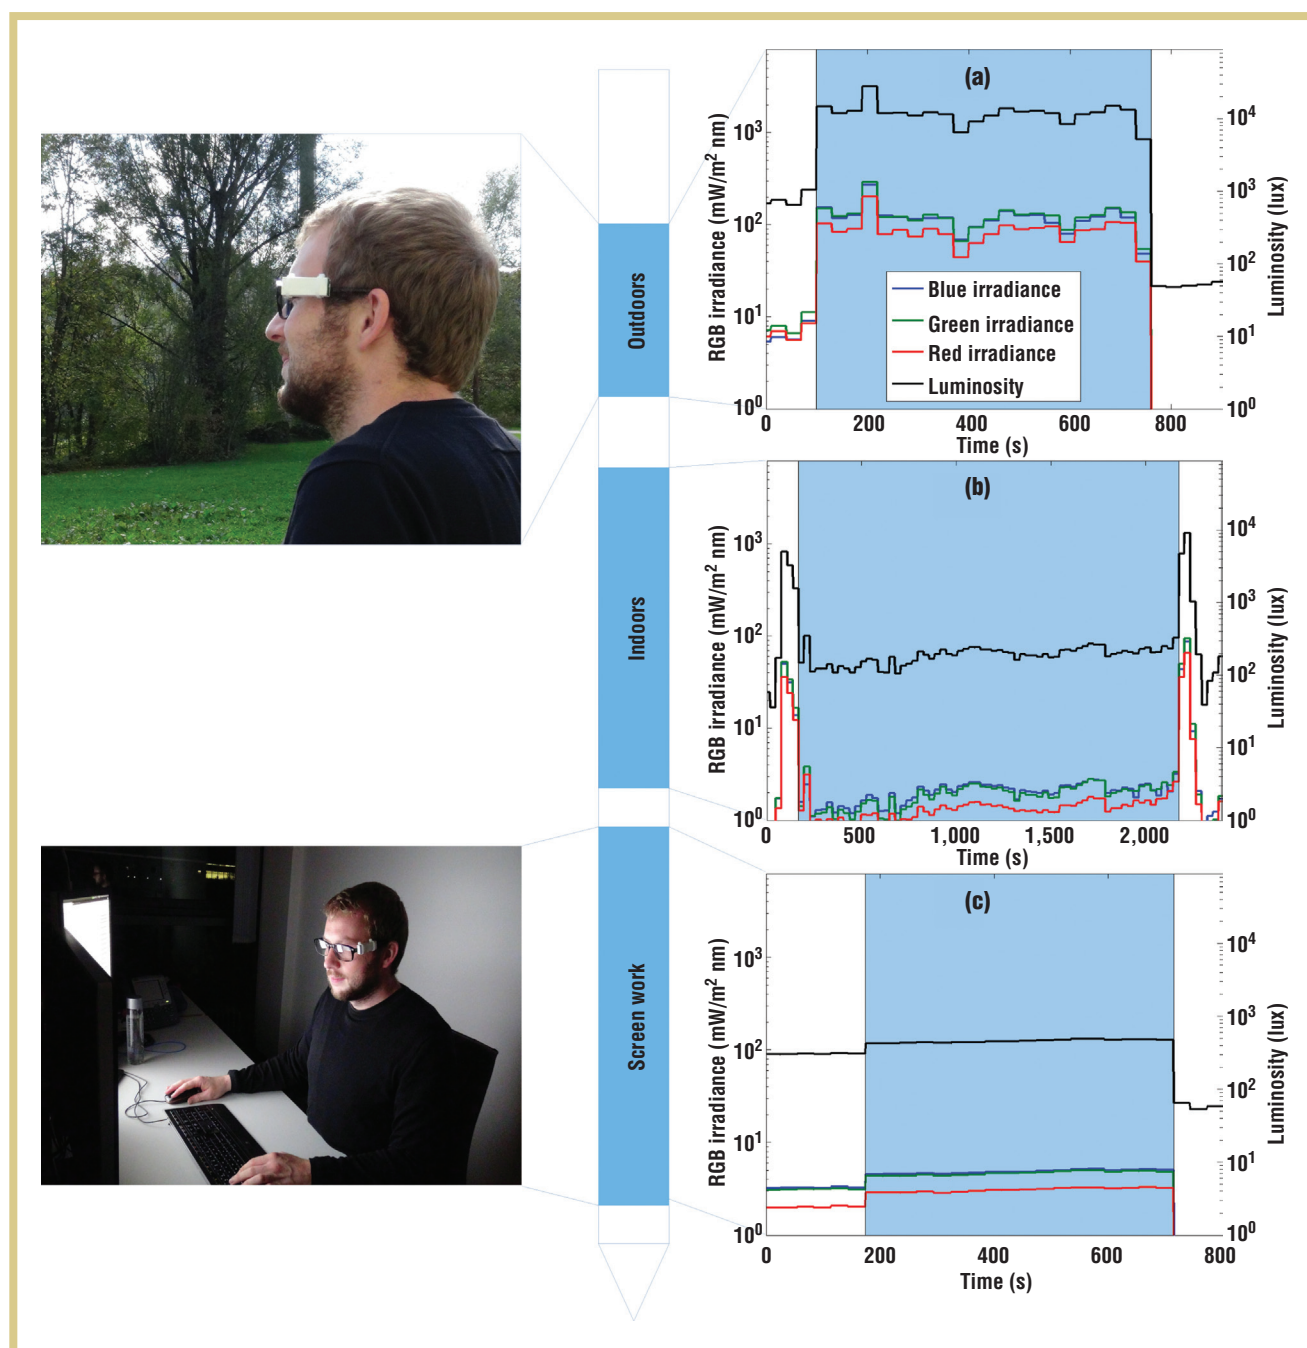 (a)
10³
10²
10¹
10⁰
RGB irradiance (mW/m² nm)
10⁴
10³
10²
10¹
10⁰
Luminosity (lux)
Blue irradiance
Green irradiance
Red irradiance
Luminosity
200
400
600
800
Time (s)
Outdoors
(b)
10³
10²
10¹
10⁰
RGB irradiance (mW/m² nm)
10⁴
10³
10²
10¹
10⁰
Luminosity (lux)
0
500
1,000
1,500
2,000
Time (s)
Indoors
(c)
10³
10²
10¹
10⁰
RGB irradiance (mW/m² nm)
10⁴
10³
10²
10¹
10⁰
Luminosity (lux)
0
200
400
600
800
Time (s)
Screen work